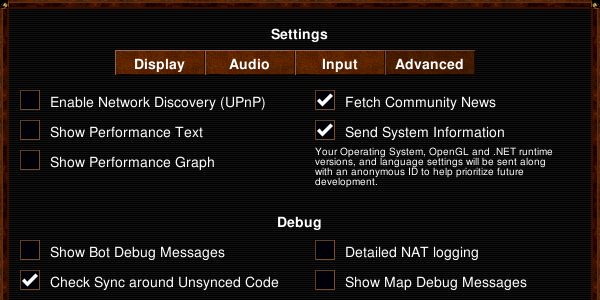 Settings
Display Audio Input Advanced
Enable Network Discovery (UPnP)
Fetch Community News
Show Performance Text
Send System Information
Show Performance Graph
Your Operating System, OpenGL and .NET runtime
versions, and language settings will be sent along
with an anonymous ID to help prioritize future
development.
Debug
Show Bot Debug Messages
Detailed NAT logging
Check Sync around Unsynced Code
Show Map Debug Messages